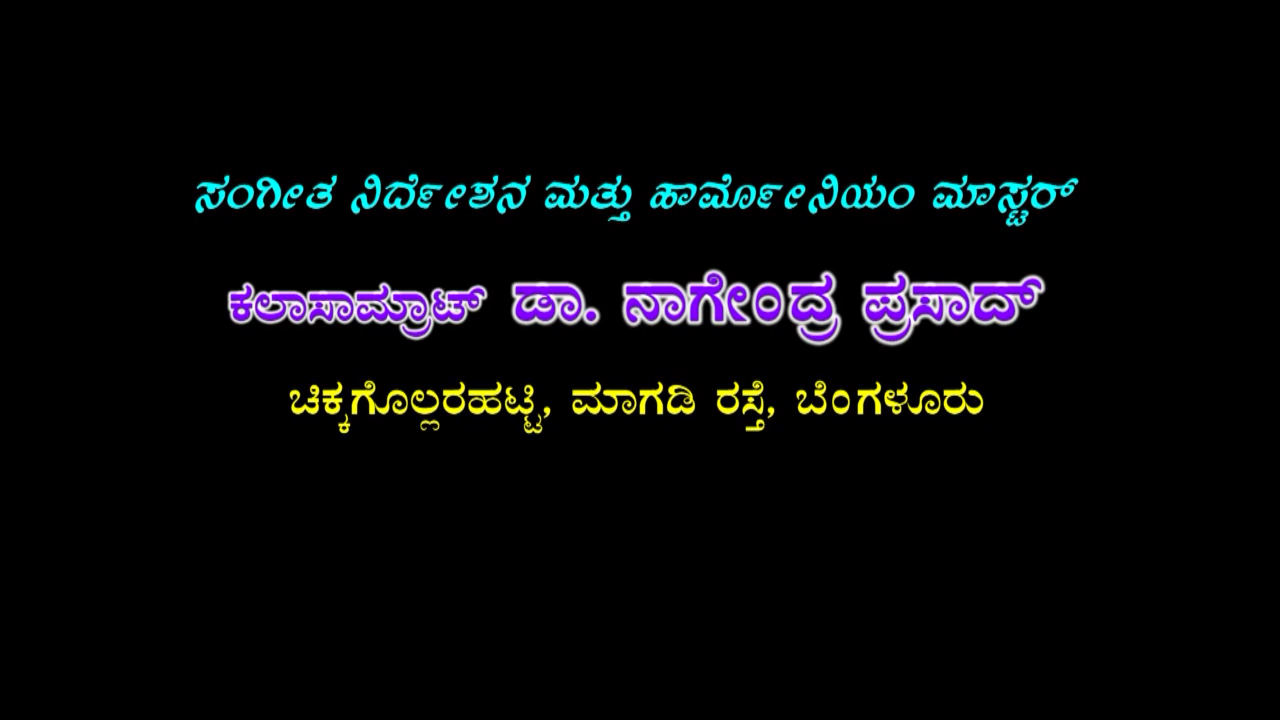 ಸಂಗೀತ ನಿರ್ದೇಶನ ಮತ್ತು ಹಾರ್ಮೋನಿಯಂ ಮಾಸ್ಟರ್
ಕಲಾಸಾಮ್ರಾಟ್ ಡಾ. ನಾಗೇಂದ್ರ ಪ್ರಸಾದ್
ಚಿಕ್ಕಗೊಲ್ಲರಹಟ್ಟಿ, ಮಾಗಡಿ ರಸ್ತೆ, ಬೆಂಗಳೂರು